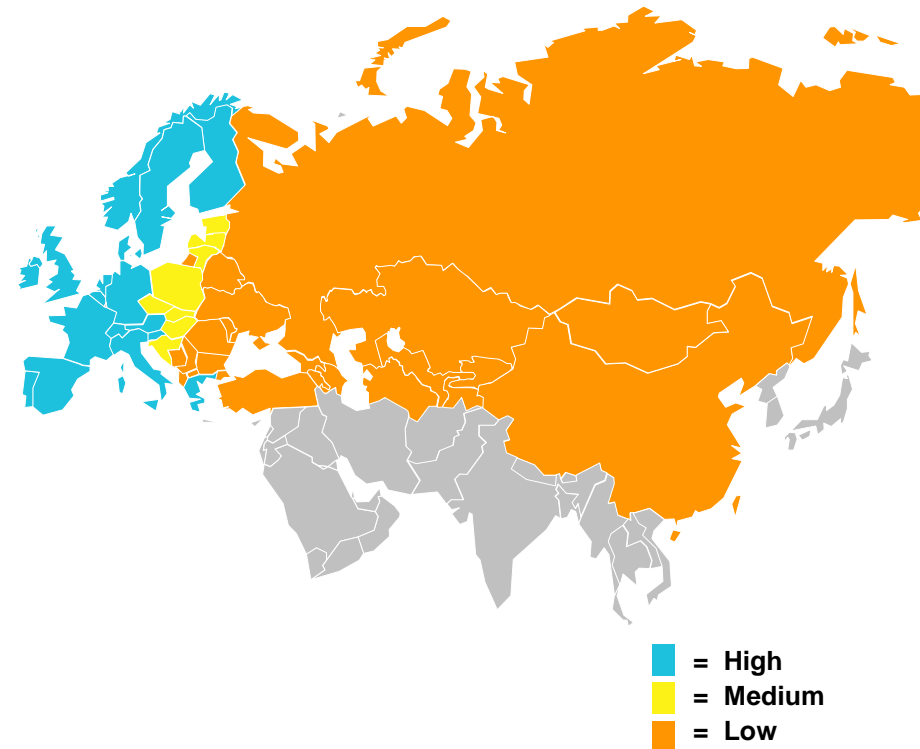 = High
= Medium
= Low